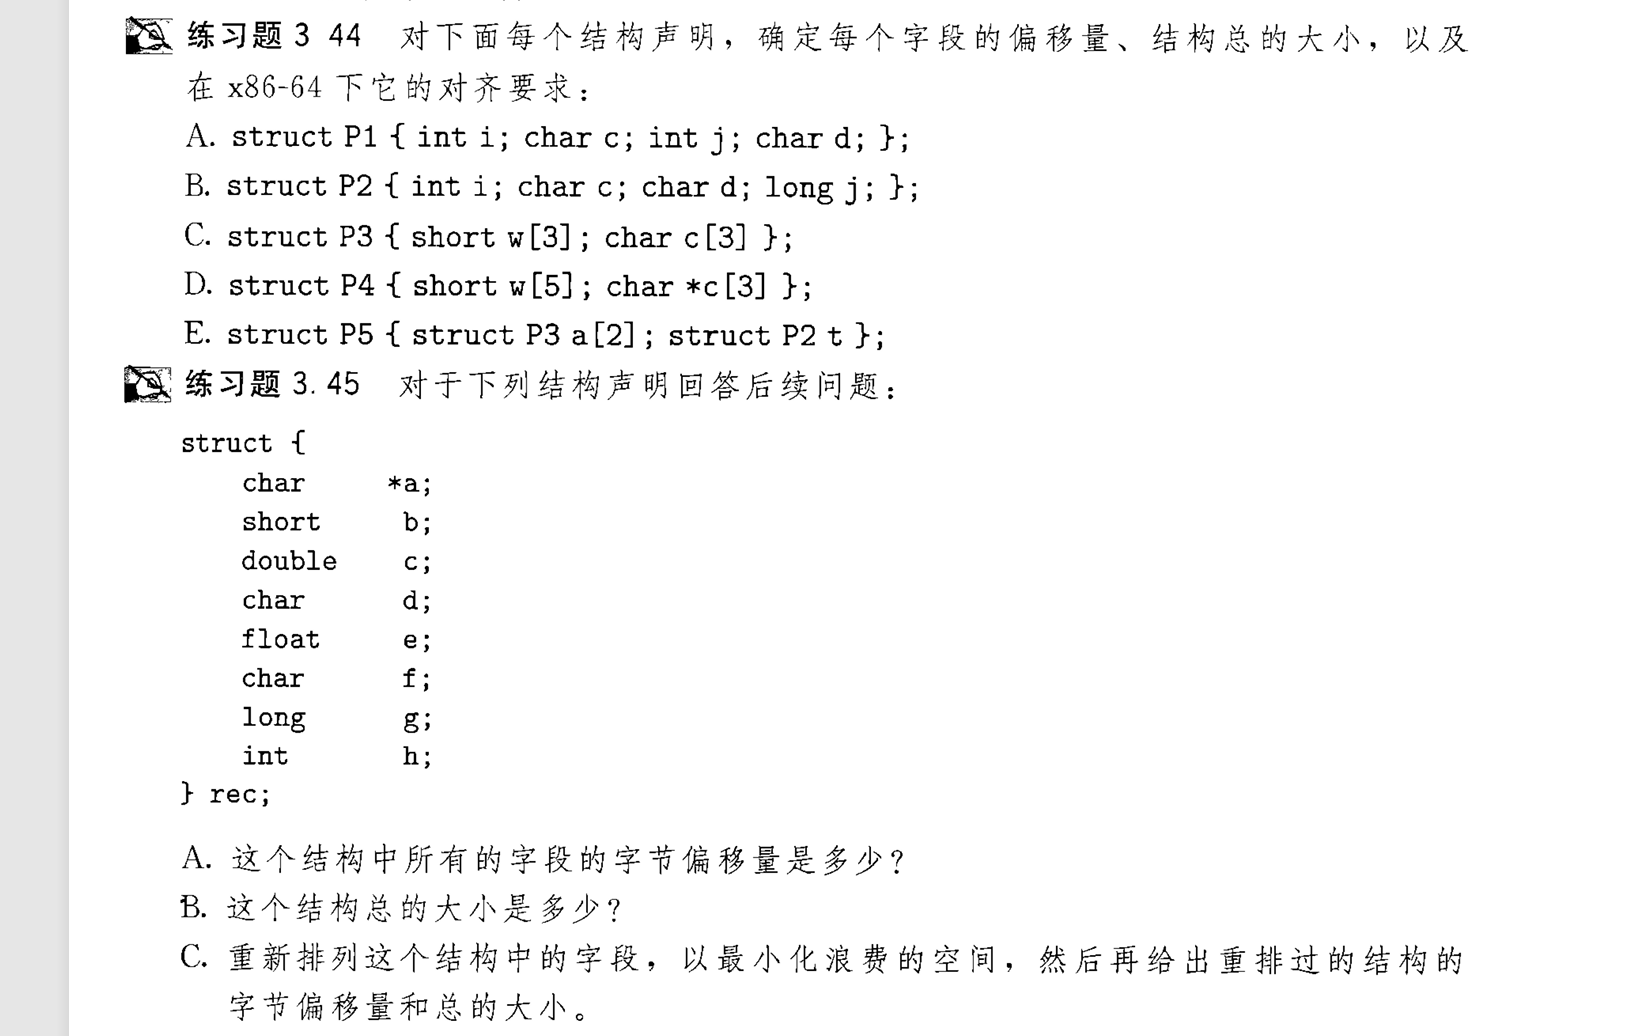 练习题 3 44 对下面每个结构声明，确定每个字段的偏移量、结构总的大小，以及
在 x86-64 下它的对齐要求：
A. struct P1 { int i; char c; int j; char d; };
B. struct P2 { int i; char c; char d; long j; };
C. struct P3 { short w[3]; char c[3] };
D. struct P4 { short w[5]; char *c[3] };
E. struct P5 { struct P3 a[2]; struct P2 t };
练习题 3.45 对于下列结构声明回答后续问题：
struct {
char *a;
short b;
double c;
char d;
float e;
char f;
long g;
int h;
} rec;
A. 这个结构中所有的字段的字节偏移量是多少?
B. 这个结构总的大小是多少?
C. 重新排列这个结构中的字段，以最小化浪费的空间，然后再给出重排过的结构的
字节偏移量和总的大小。